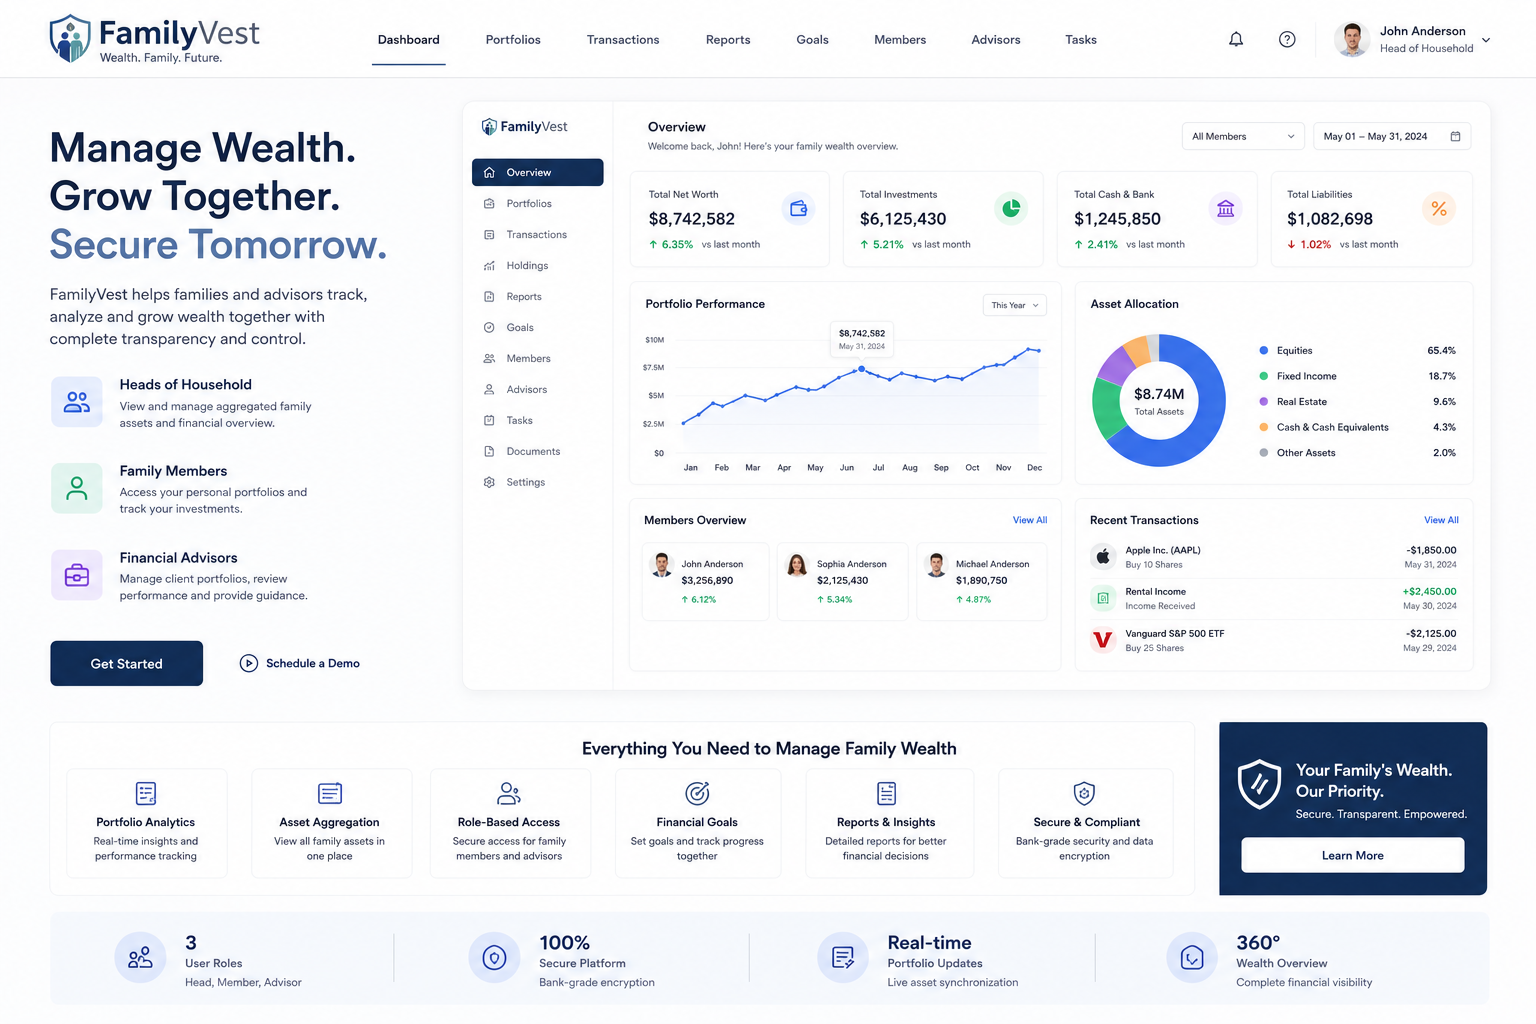 FamilyVest
Wealth. Family. Future.
Dashboard
Portfolios
Transactions
Reports
Goals
Members
Advisors
Tasks
John Anderson
Head of Household
Manage Wealth.
Grow Together.
Secure Tomorrow.
FamilyVest helps families and advisors track,
analyze and grow wealth together with
complete transparency and control.
Heads of Household
View and manage aggregated family
assets and financial overview.
Family Members
Access your personal portfolios and
track your investments.
Financial Advisors
Manage client portfolios, review
performance and provide guidance.
Get Started
Schedule a Demo
FamilyVest
Overview
Portfolios
Transactions
Holdings
Reports
Goals
Members
Advisors
Tasks
Documents
Settings
Overview
Welcome back, John! Here's your family wealth overview.
All Members
May 01 – May 31, 2024
Total Net Worth
$8,742,582
↑ 6.35% vs last month
Total Investments
$6,125,430
↑ 5.21% vs last month
Total Cash & Bank
$1,245,850
↑ 2.41% vs last month
Total Liabilities
$1,082,698
↓ 1.02% vs last month
Portfolio Performance
This Year
$10M
$7.5M
$5M
$2.5M
$0
$8,742,582
May 31, 2024
Jan Feb Mar Apr May Jun Jul Aug Sep Oct Nov Dec
Asset Allocation
$8.74M
Total Assets
Equities 65.4%
Fixed Income 18.7%
Real Estate 9.6%
Cash & Cash Equivalents 4.3%
Other Assets 2.0%
Members Overview
View All
John Anderson
$3,256,890
↑ 6.12%
Sophia Anderson
$2,125,430
↑ 5.34%
Michael Anderson
$1,890,750
↑ 4.87%
Recent Transactions
View All
Apple Inc. (AAPL) -$1,850.00
Buy 10 Shares May 31, 2024
Rental Income +$2,450.00
Income Received May 30, 2024
Vanguard S&P 500 ETF -$2,125.00
Buy 25 Shares May 29, 2024
Everything You Need to Manage Family Wealth
Portfolio Analytics
Real-time insights and
performance tracking
Asset Aggregation
View all family assets in
one place
Role-Based Access
Secure access for family
members and advisors
Financial Goals
Set goals and track progress
together
Reports & Insights
Detailed reports for better
financial decisions
Secure & Compliant
Bank-grade security and data
encryption
Your Family's Wealth.
Our Priority.
Secure. Transparent. Empowered.
Learn More
3
User Roles
Head, Member, Advisor
100%
Secure Platform
Bank-grade encryption
Real-time
Portfolio Updates
Live asset synchronization
360°
Wealth Overview
Complete financial visibility